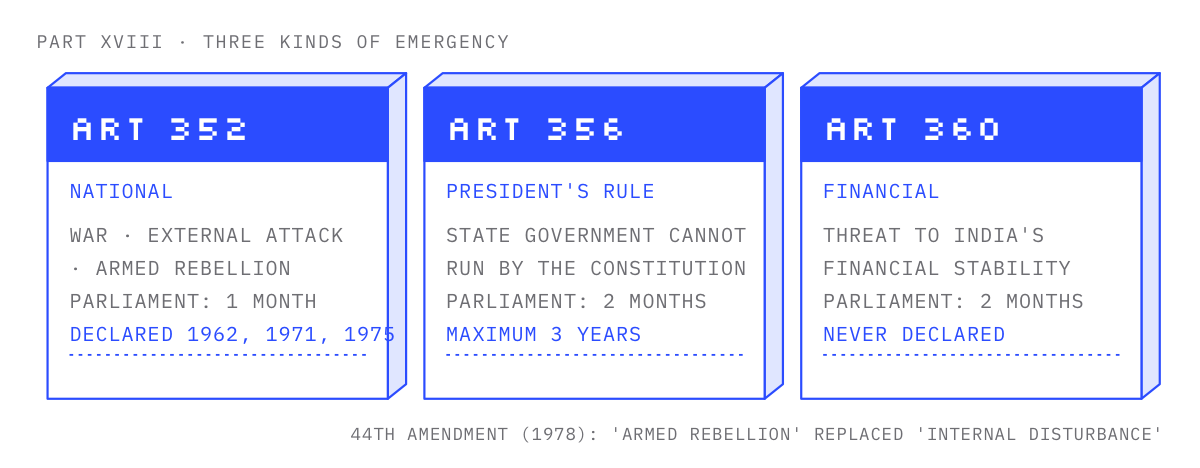 PART XVIII · THREE KINDS OF EMERGENCY
ART 352
NATIONAL
WAR · EXTERNAL ATTACK
· ARMED REBELLION
PARLIAMENT: 1 MONTH
DECLARED 1962, 1971, 1975
ART 356
PRESIDENT'S RULE
STATE GOVERNMENT CANNOT
RUN BY THE CONSTITUTION
PARLIAMENT: 2 MONTHS
MAXIMUM 3 YEARS
ART 360
FINANCIAL
THREAT TO INDIA'S
FINANCIAL STABILITY
PARLIAMENT: 2 MONTHS
NEVER DECLARED
44TH AMENDMENT (1978): 'ARMED REBELLION' REPLACED 'INTERNAL DISTURBANCE'